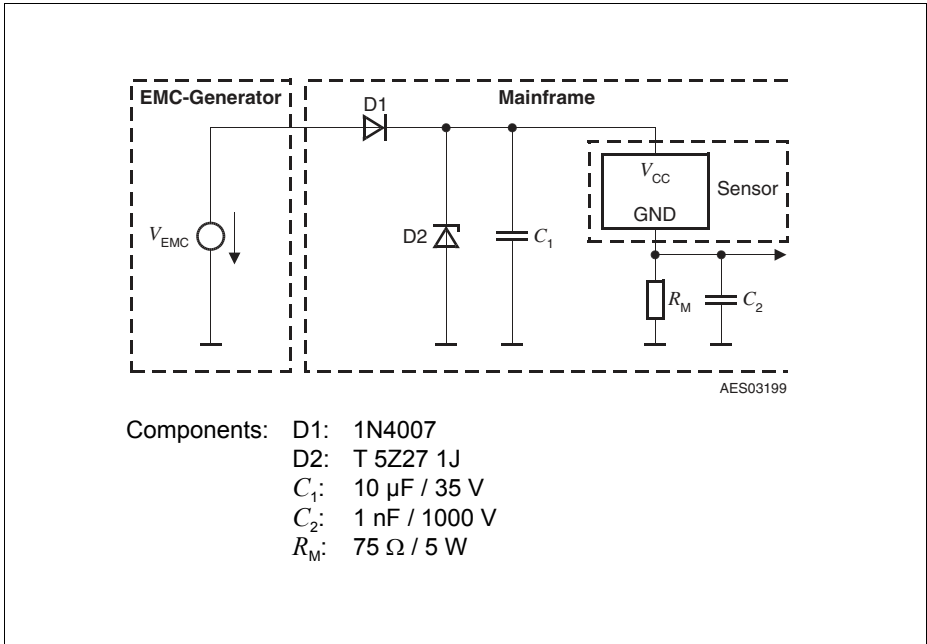 EMC-Generator
Mainframe
D1
V_CC
Sensor
GND
V_EMC
D2
C_1
R_M
C_2
AES03199
Components: D1: 1N4007
D2: T 5Z27 1J
C_1: 10 µF / 35 V
C_2: 1 nF / 1000 V
R_M: 75 Ω / 5 W